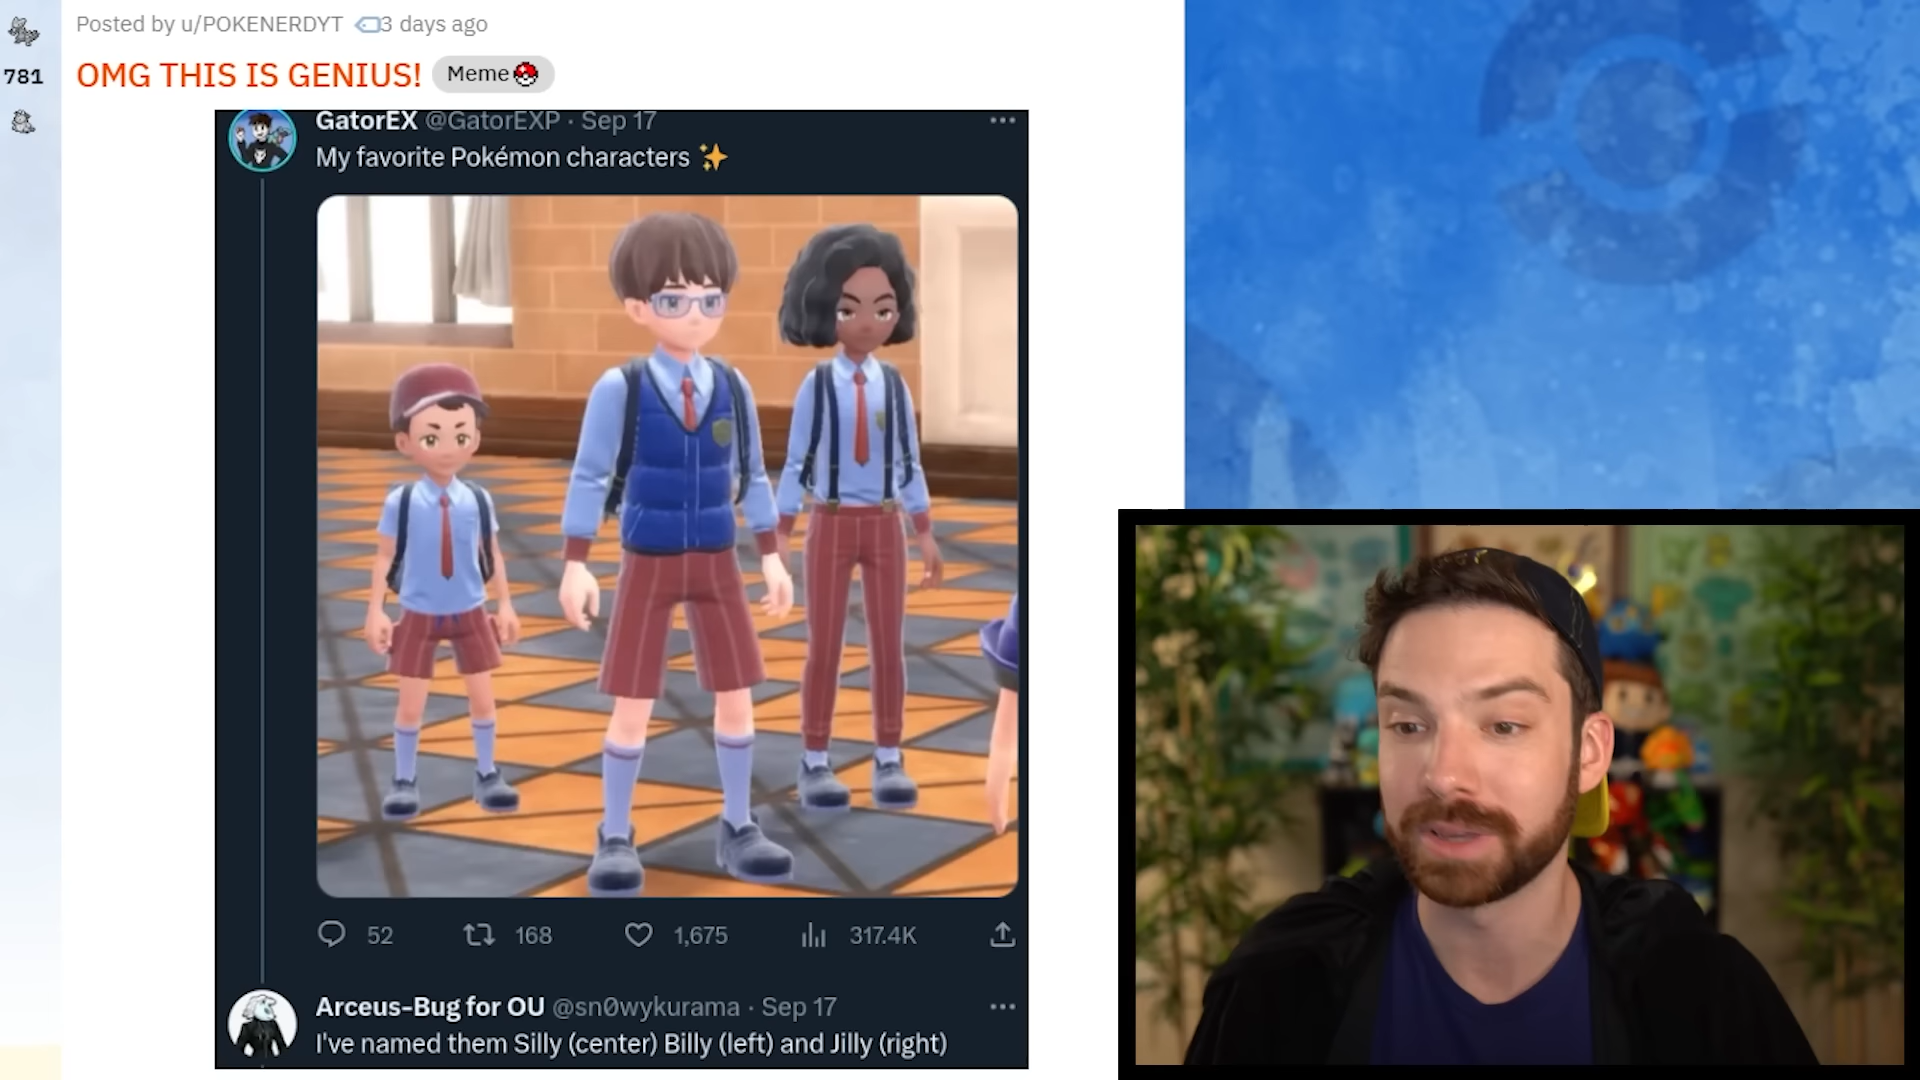 Posted by u/POKENERDYT 3 days ago
781
OMG THIS IS GENIUS! Meme
GatorEX @GatorEXP · Sep 17
My favorite Pokémon characters ✨
52 168 1,675 317.4K
Arceus-Bug for OU @sn0wykurama · Sep 17
I've named them Silly (center) Billy (left) and Jilly (right)